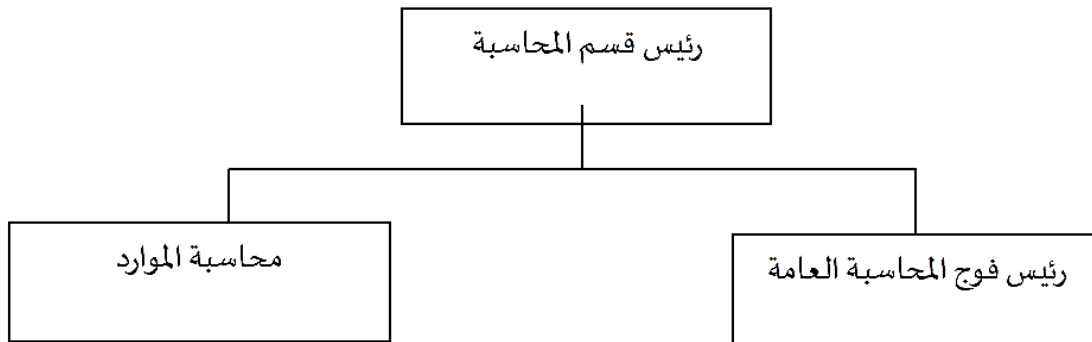 رئيس قسم المحاسبة
رئيس فوج المحاسبة العامة
محاسبة الموارد